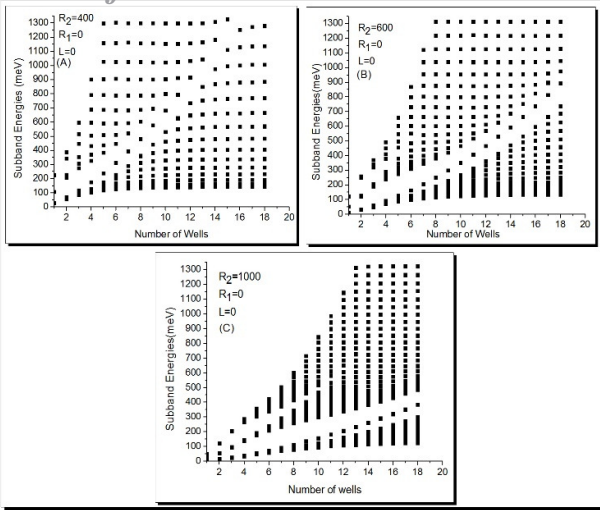 1300
1200
1100
1000
900
800
700
600
500
400
300
200
100
0
Subband Energies (meV)
R2=400
R1=0
L=0
(A)
2 4 6 8 10 12 14 16 18 20
Number of Wells
1300
1200
1100
1000
900
800
700
600
500
400
300
200
100
0
Subband Energies(meV)
R2=600
R1=0
L=0
(B)
2 4 6 8 10 12 14 16 18 20
Number of Wells
1300
1200
1100
1000
900
800
700
600
500
400
300
200
100
0
Subband Energies(meV)
R2=1000
R1=0
L=0
(C)
2 4 6 8 10 12 14 16 18 20
Number of wells